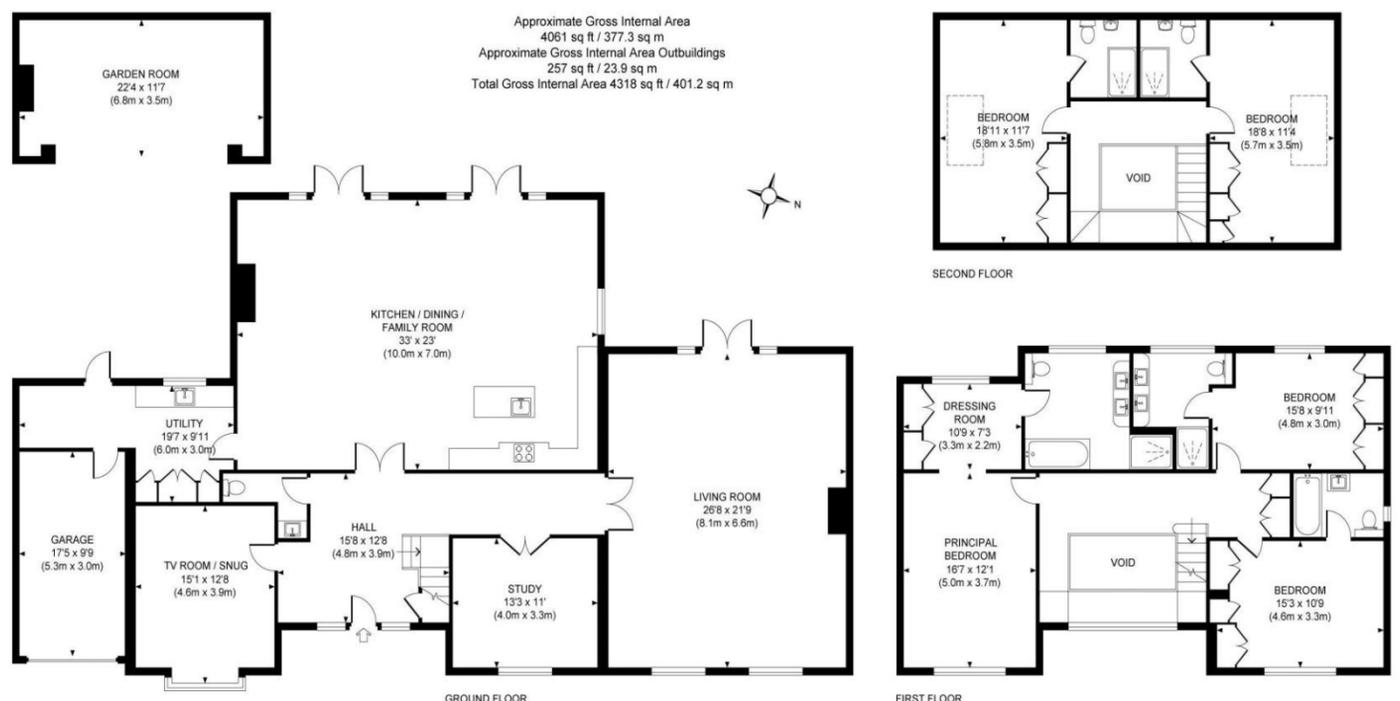 Approximate Gross Internal Area
4061 sq ft / 377.3 sq m
Approximate Gross Internal Area Outbuildings
257 sq ft / 23.9 sq m
Total Gross Internal Area 4318 sq ft / 401.2 sq m
GARDEN ROOM
22'4 x 11'7
(6.8m x 3.5m)
N
KITCHEN / DINING /
FAMILY ROOM
33' x 23'
(10.0m x 7.0m)
UTILITY
19'7 x 9'11
(6.0m x 3.0m)
GARAGE
17'5 x 9'9
(5.3m x 3.0m)
TV ROOM / SNUG
15'1 x 12'8
(4.6m x 3.9m)
HALL
15'8 x 12'8
(4.8m x 3.9m)
STUDY
13'3 x 11'
(4.0m x 3.3m)
LIVING ROOM
26'8 x 21'9
(8.1m x 6.6m)
GROUND FLOOR
BEDROOM
18'11 x 11'7
(5.8m x 3.5m)
VOID
BEDROOM
18'8 x 11'4
(5.7m x 3.5m)
SECOND FLOOR
DRESSING
ROOM
10'9 x 7'3
(3.3m x 2.2m)
BEDROOM
15'8 x 9'11
(4.8m x 3.0m)
PRINCIPAL
BEDROOM
16'7 x 12'1
(5.0m x 3.7m)
VOID
BEDROOM
15'3 x 10'9
(4.6m x 3.3m)
FIRST FLOOR